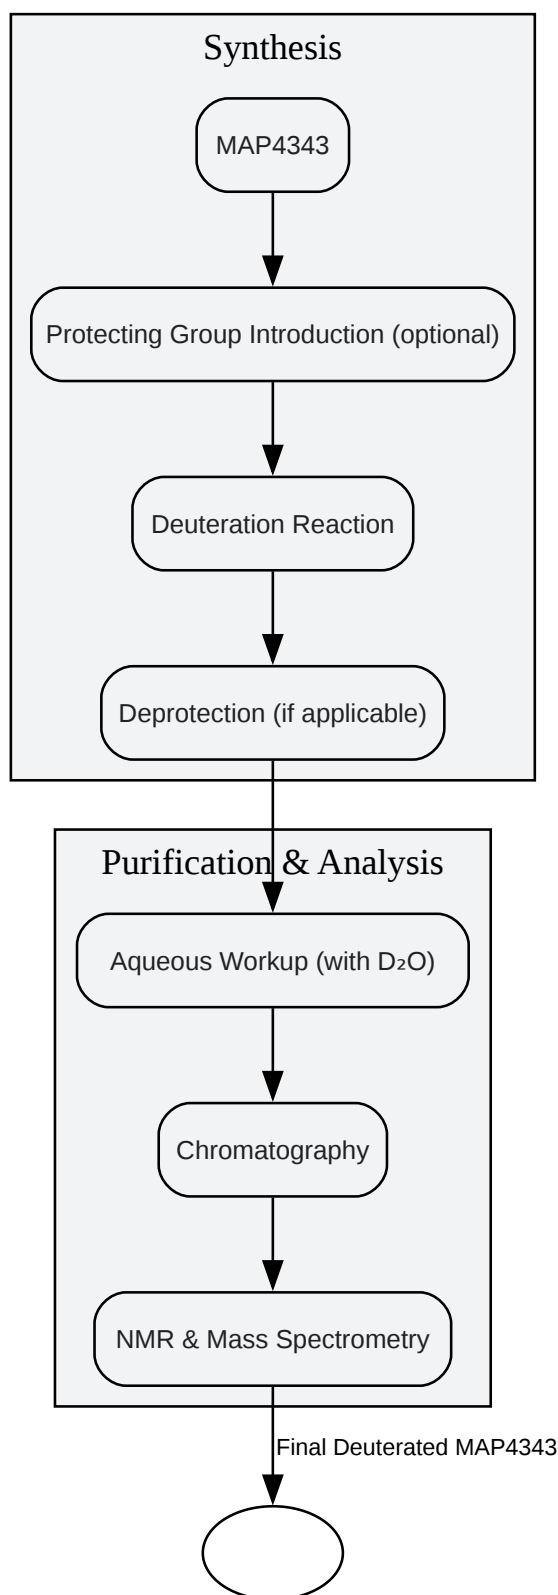 Synthesis
MAP4343
Protecting Group Introduction (optional)
Deuteration Reaction
Deprotection (if applicable)
Purification & Analysis
Aqueous Workup (with D₂O)
Chromatography
NMR & Mass Spectrometry
Final Deuterated MAP4343